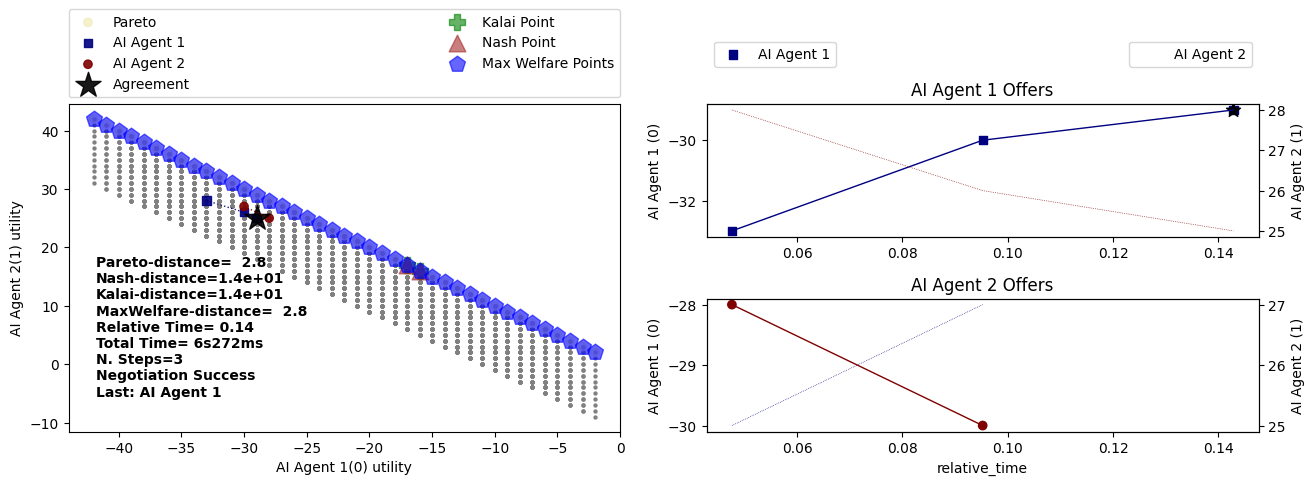 Pareto
AI Agent 1
AI Agent 2
Agreement
Kalai Point
Nash Point
Max Welfare Points
AI Agent 2(1) utility
40
30
20
10
0
−10
Pareto-distance=  2.8
Nash-distance=1.4e+01
Kalai-distance=1.4e+01
MaxWelfare-distance=  2.8
Relative Time= 0.14
Total Time= 6s272ms
N. Steps=3
Negotiation Success
Last: AI Agent 1
−40 −35 −30 −25 −20 −15 −10 −5 0
AI Agent 1(0) utility
AI Agent 1
AI Agent 2
AI Agent 1 Offers
AI Agent 1 (0)
−30
−32
28
27
26
25
AI Agent 2 (1)
0.06 0.08 0.10 0.12 0.14
AI Agent 2 Offers
AI Agent 1 (0)
−28
−29
−30
27
26
25
AI Agent 2 (1)
0.06 0.08 0.10 0.12 0.14
relative_time